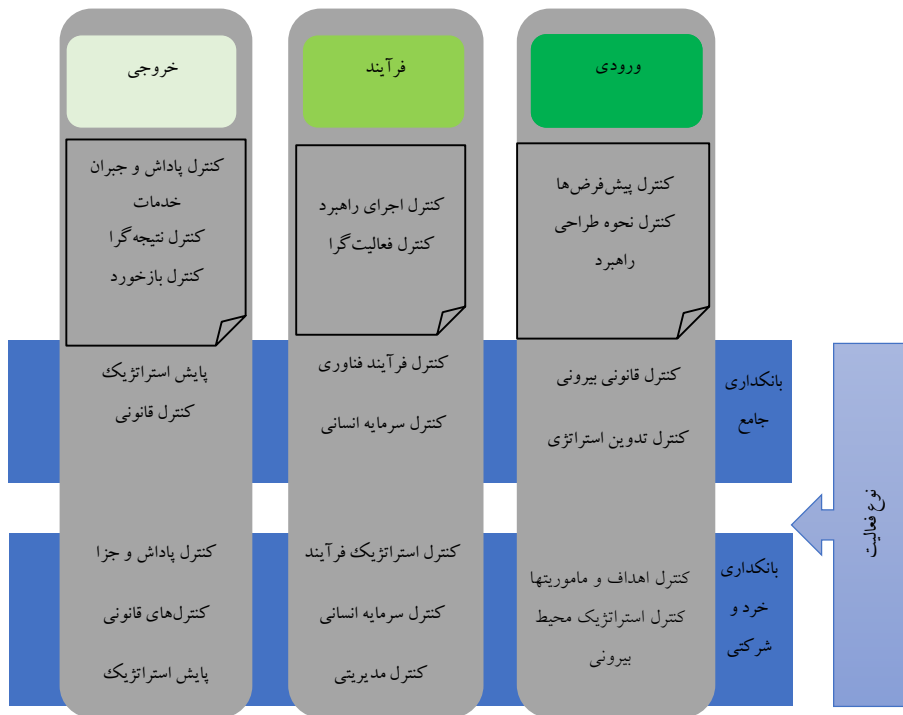 ورودی
فرآیند
خروجی
کنترل پیش‌فرض‌ها
کنترل نحوه طراحی
راهبرد
کنترل اجرای راهبرد
کنترل فعالیت‌گرا
کنترل پاداش و جبران
خدمات
کنترل نتیجه‌گرا
کنترل بازخورد
نوع فعالیت
بانکداری
جامع
کنترل قانونی بیرونی
کنترل تدوین استراتژی
کنترل فرآیند فناوری
کنترل سرمایه انسانی
پایش استراتژیک
کنترل قانونی
بانکداری
خرد و
شرکتی
کنترل اهداف و ماموریتها
کنترل استراتژیک محیط
بیرونی
کنترل استراتژیک فرآیند
کنترل سرمایه انسانی
کنترل مدیریتی
کنترل پاداش و جزا
کنترل‌های قانونی
پایش استراتژیک